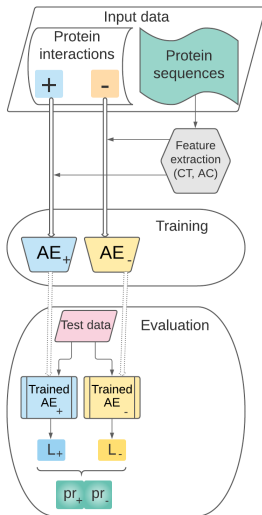 Input data
Protein
interactions
+
-
Protein
sequences
Feature
extraction
(CT, AC)
Training
AE+
AE-
Evaluation
Test data
Trained
AE
+
Trained
AE
-
L+
L-
pr+ pr-